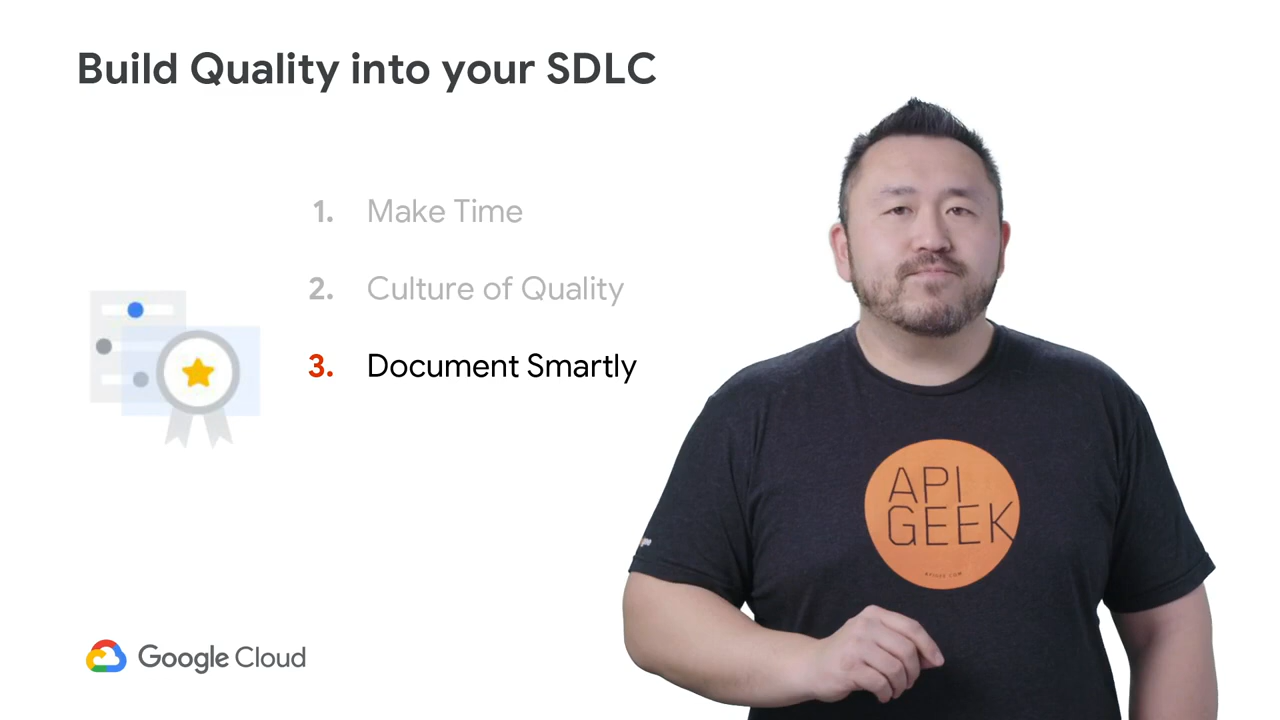 Build Quality into your SDLC
1. Make Time
2. Culture of Quality
3. Document Smartly
API
GEEK
Google Cloud